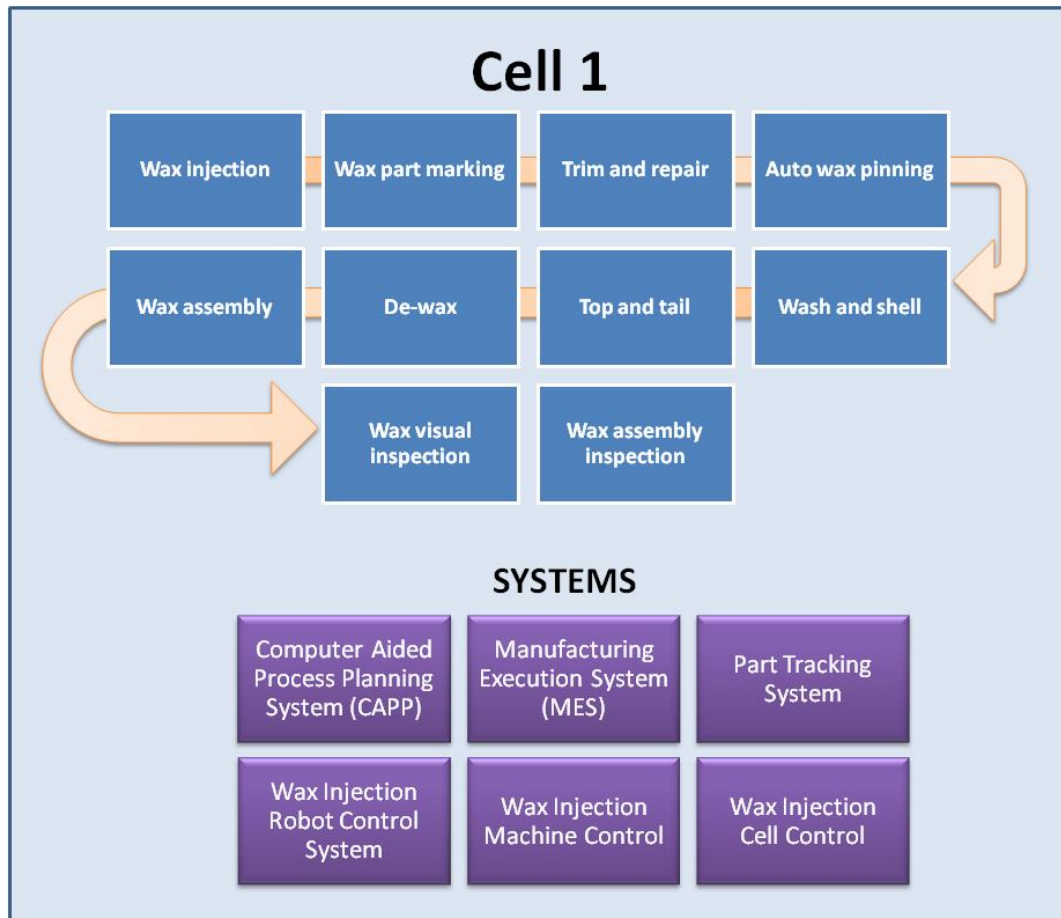 Cell 1
Wax injection
Wax part marking
Trim and repair
Auto wax pinning
Wax assembly
De-wax
Top and tail
Wash and shell
Wax visual
inspection
Wax assembly
inspection
SYSTEMS
Computer Aided
Process Planning
System (CAPP)
Manufacturing
Execution System
(MES)
Part Tracking
System
Wax Injection
Robot Control
System
Wax Injection
Machine Control
Wax Injection
Cell Control